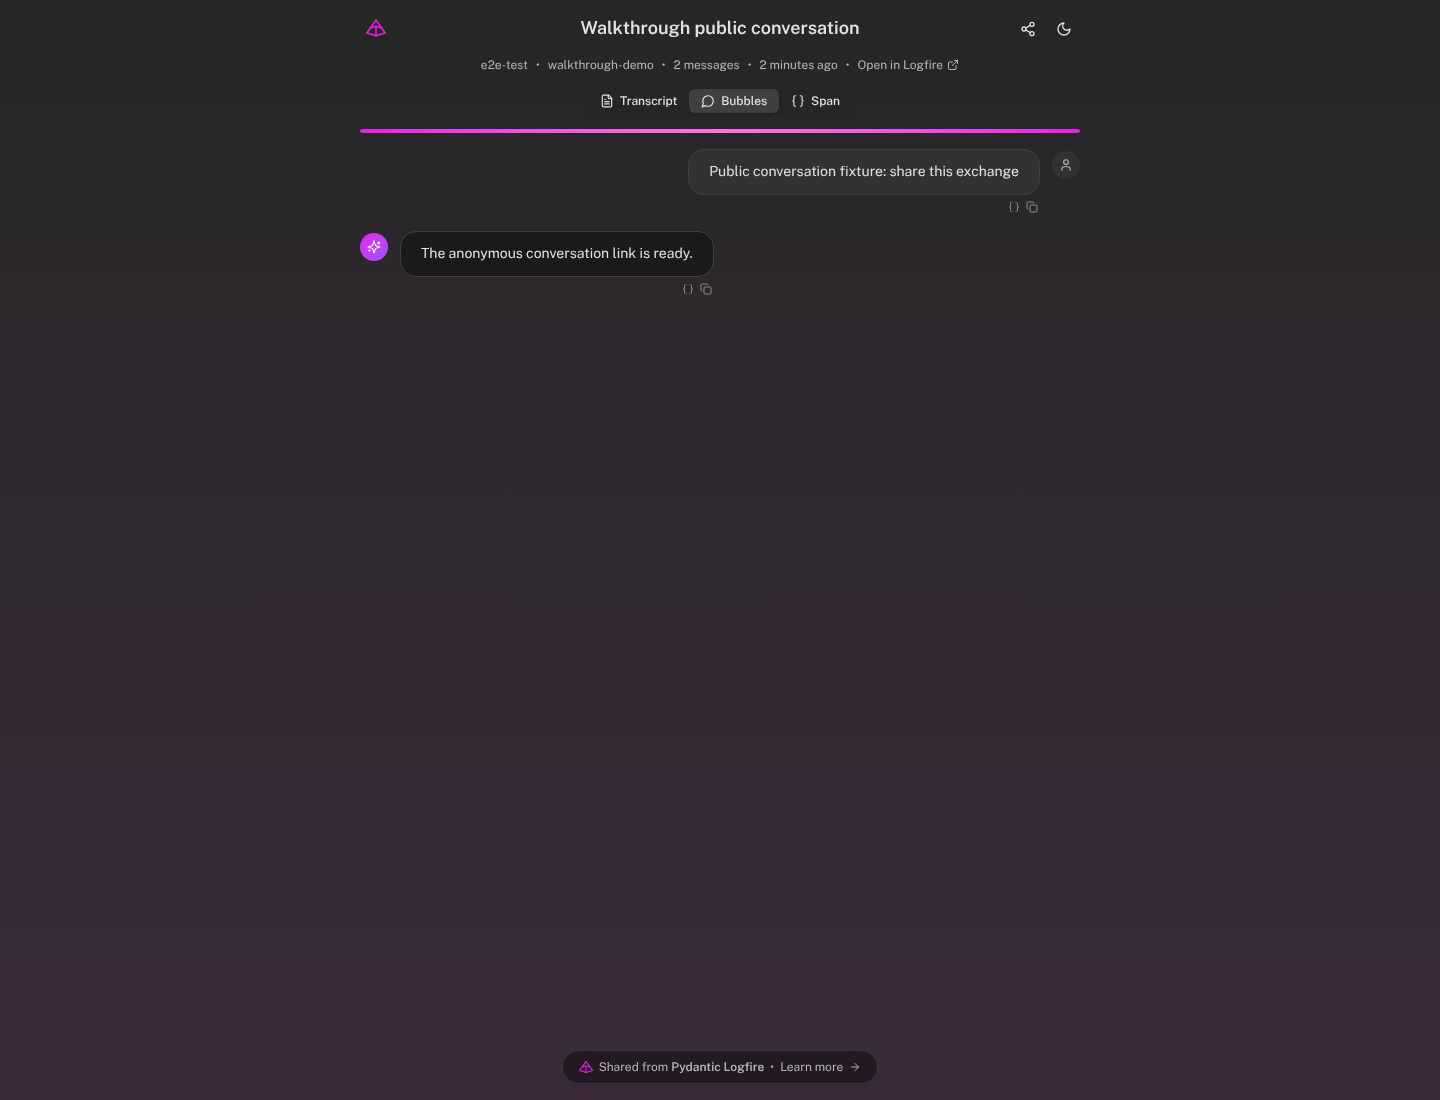 Walkthrough public conversation
e2e-test • walkthrough-demo • 2 messages • 2 minutes ago • Open in Logfire
Transcript Bubbles {} Span
Public conversation fixture: share this exchange
{}
The anonymous conversation link is ready.
{}
Shared from Pydantic Logfire • Learn more →